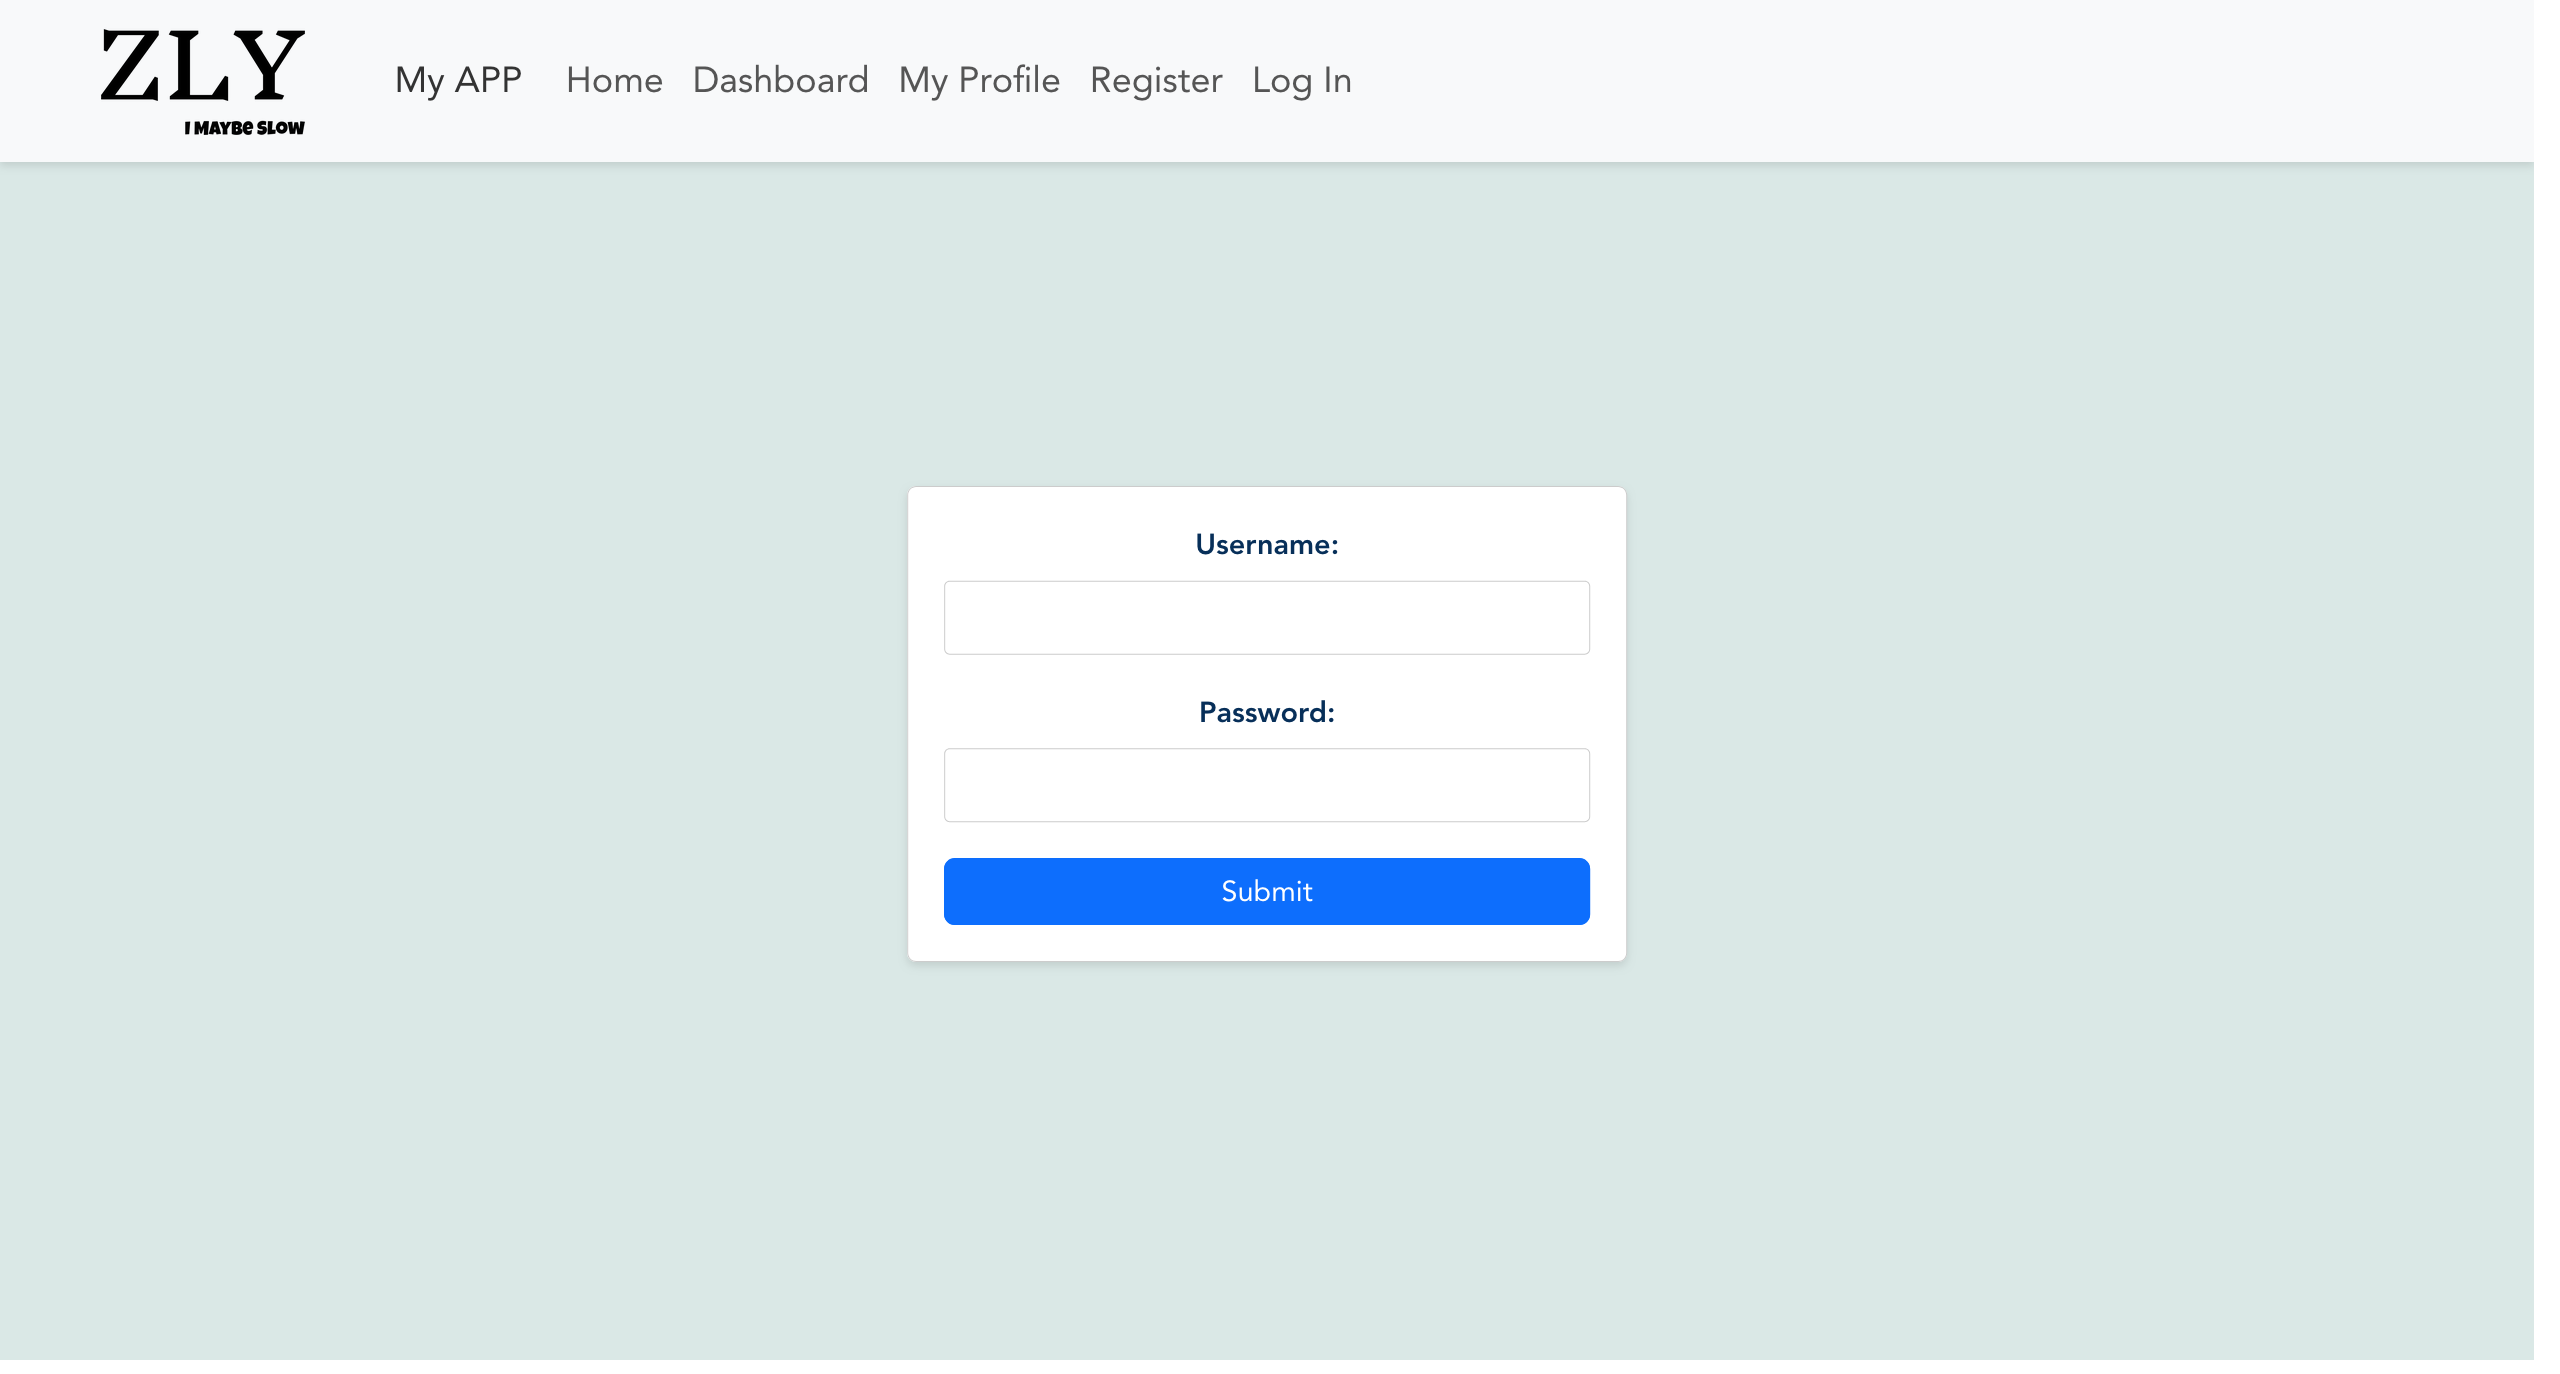 ZLY
I MAYBE SLOW
My APP Home Dashboard My Profile Register Log In
Username:
Password:
Submit